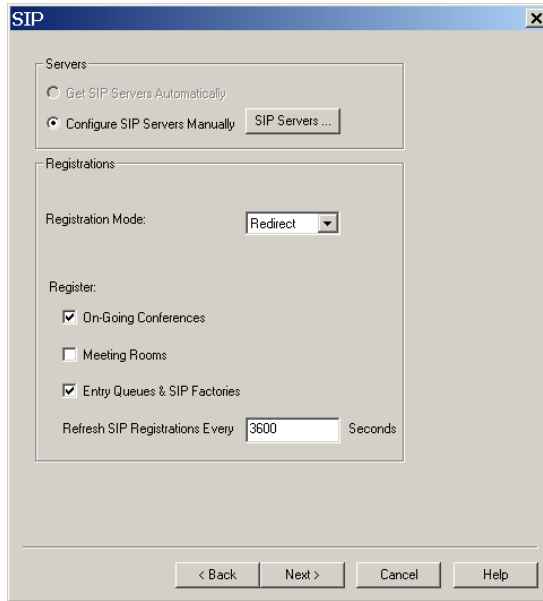 SIP
Servers
Get SIP Servers Automatically
Configure SIP Servers Manually SIP Servers ...
Registrations
Registration Mode: Redirect
Register:
On-Going Conferences
Meeting Rooms
Entry Queues & SIP Factories
Refresh SIP Registrations Every 3600 Seconds
< Back Next > Cancel Help